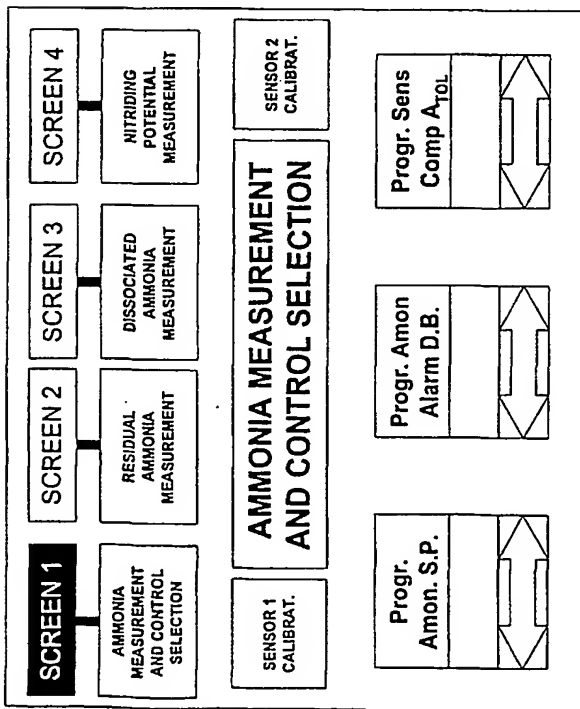 SCREEN 1
SCREEN 2
SCREEN 3
SCREEN 4
AMMONIA
MEASUREMENT
AND CONTROL
SELECTION
RESIDUAL
AMMONIA
MEASUREMENT
DISSOCIATED
AMMONIA
MEASUREMENT
NITRIDING
POTENTIAL
MEASUREMENT
SENSOR 1
CALIBRAT.
AMMONIA MEASUREMENT
AND CONTROL SELECTION
SENSOR 2
CALIBRAT.
Progr.
Amon. S.P.
Progr. Amon
Alarm D.B.
Progr. Sens
Comp A_TOL